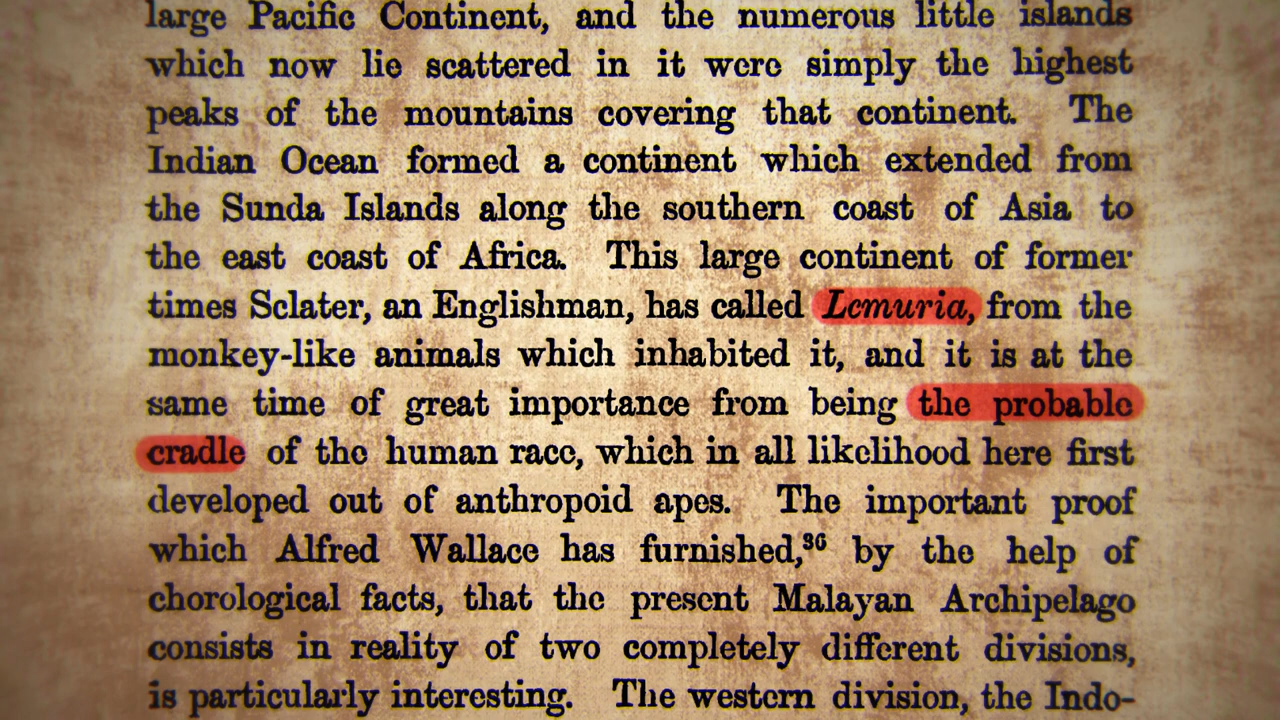 large Pacific Continent, and the numerous little islands
which now lie scattered in it were simply the highest
peaks of the mountains covering that continent. The
Indian Ocean formed a continent which extended from
the Sunda Islands along the southern coast of Asia to
the east coast of Africa. This large continent of former
times Sclater, an Englishman, has called Lemuria, from the
monkey-like animals which inhabited it, and it is at the
same time of great importance from being the probable
cradle of the human race, which in all likelihood here first
developed out of anthropoid apes. The important proof
which Alfred Wallace has furnished,³⁶ by the help of
chorological facts, that the present Malayan Archipelago
consists in reality of two completely different divisions,
is particularly interesting. The western division, the Indo-